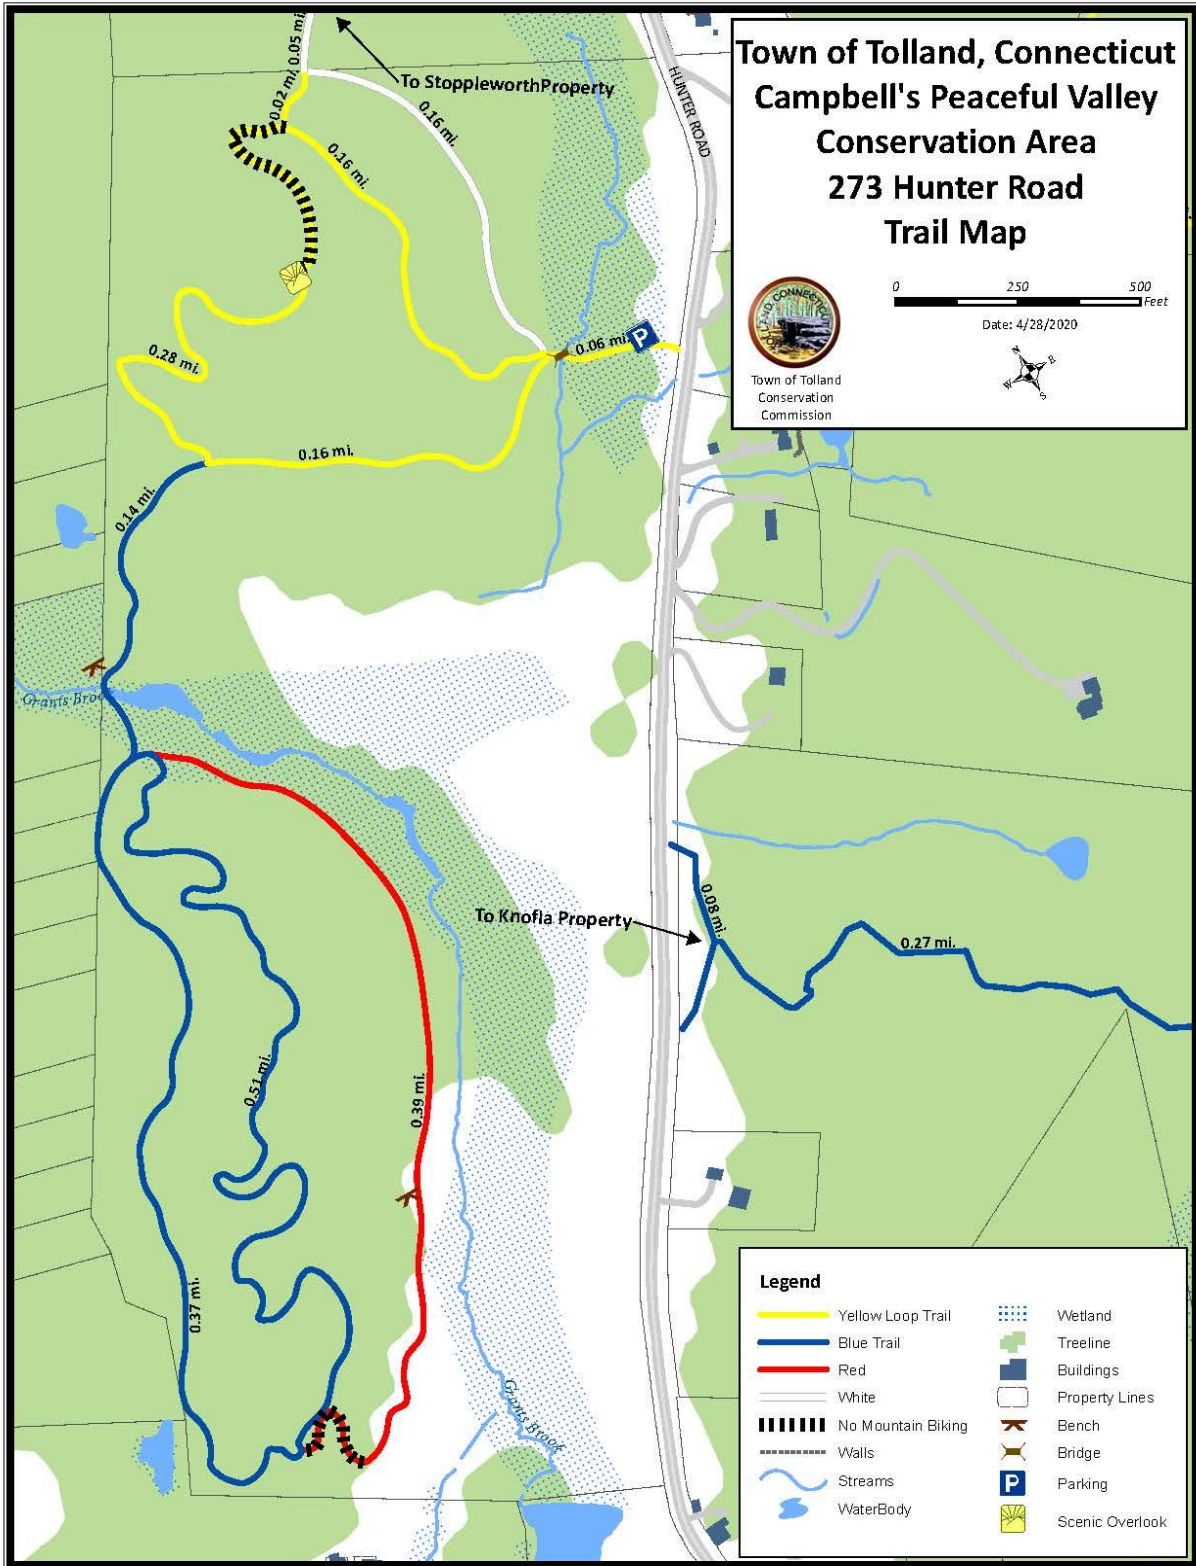 Town of Tolland, Connecticut
Campbell's Peaceful Valley
Conservation Area
273 Hunter Road
Trail Map
0 250 500
Feet
Date: 4/28/2020
N
E
W
S
TOLLAND, CONNECTICUT
Town of Tolland
Conservation
Commission
0.05 mi.
To StoppleworthProperty
HUNTER ROAD
0.02 mi.
0.16 mi.
0.16 mi.
0.06 mi.
P
0.28 mi.
0.16 mi.
0.14 mi.
Grants Brook
To Knofla Property
0.08 mi.
0.27 mi.
0.51 mi.
0.39 mi.
0.37 mi.
Grants Brook
Legend
Yellow Loop Trail
Blue Trail
Red
White
No Mountain Biking
Walls
Streams
WaterBody
Wetland
Treeline
Buildings
Property Lines
Bench
Bridge
P Parking
Scenic Overlook